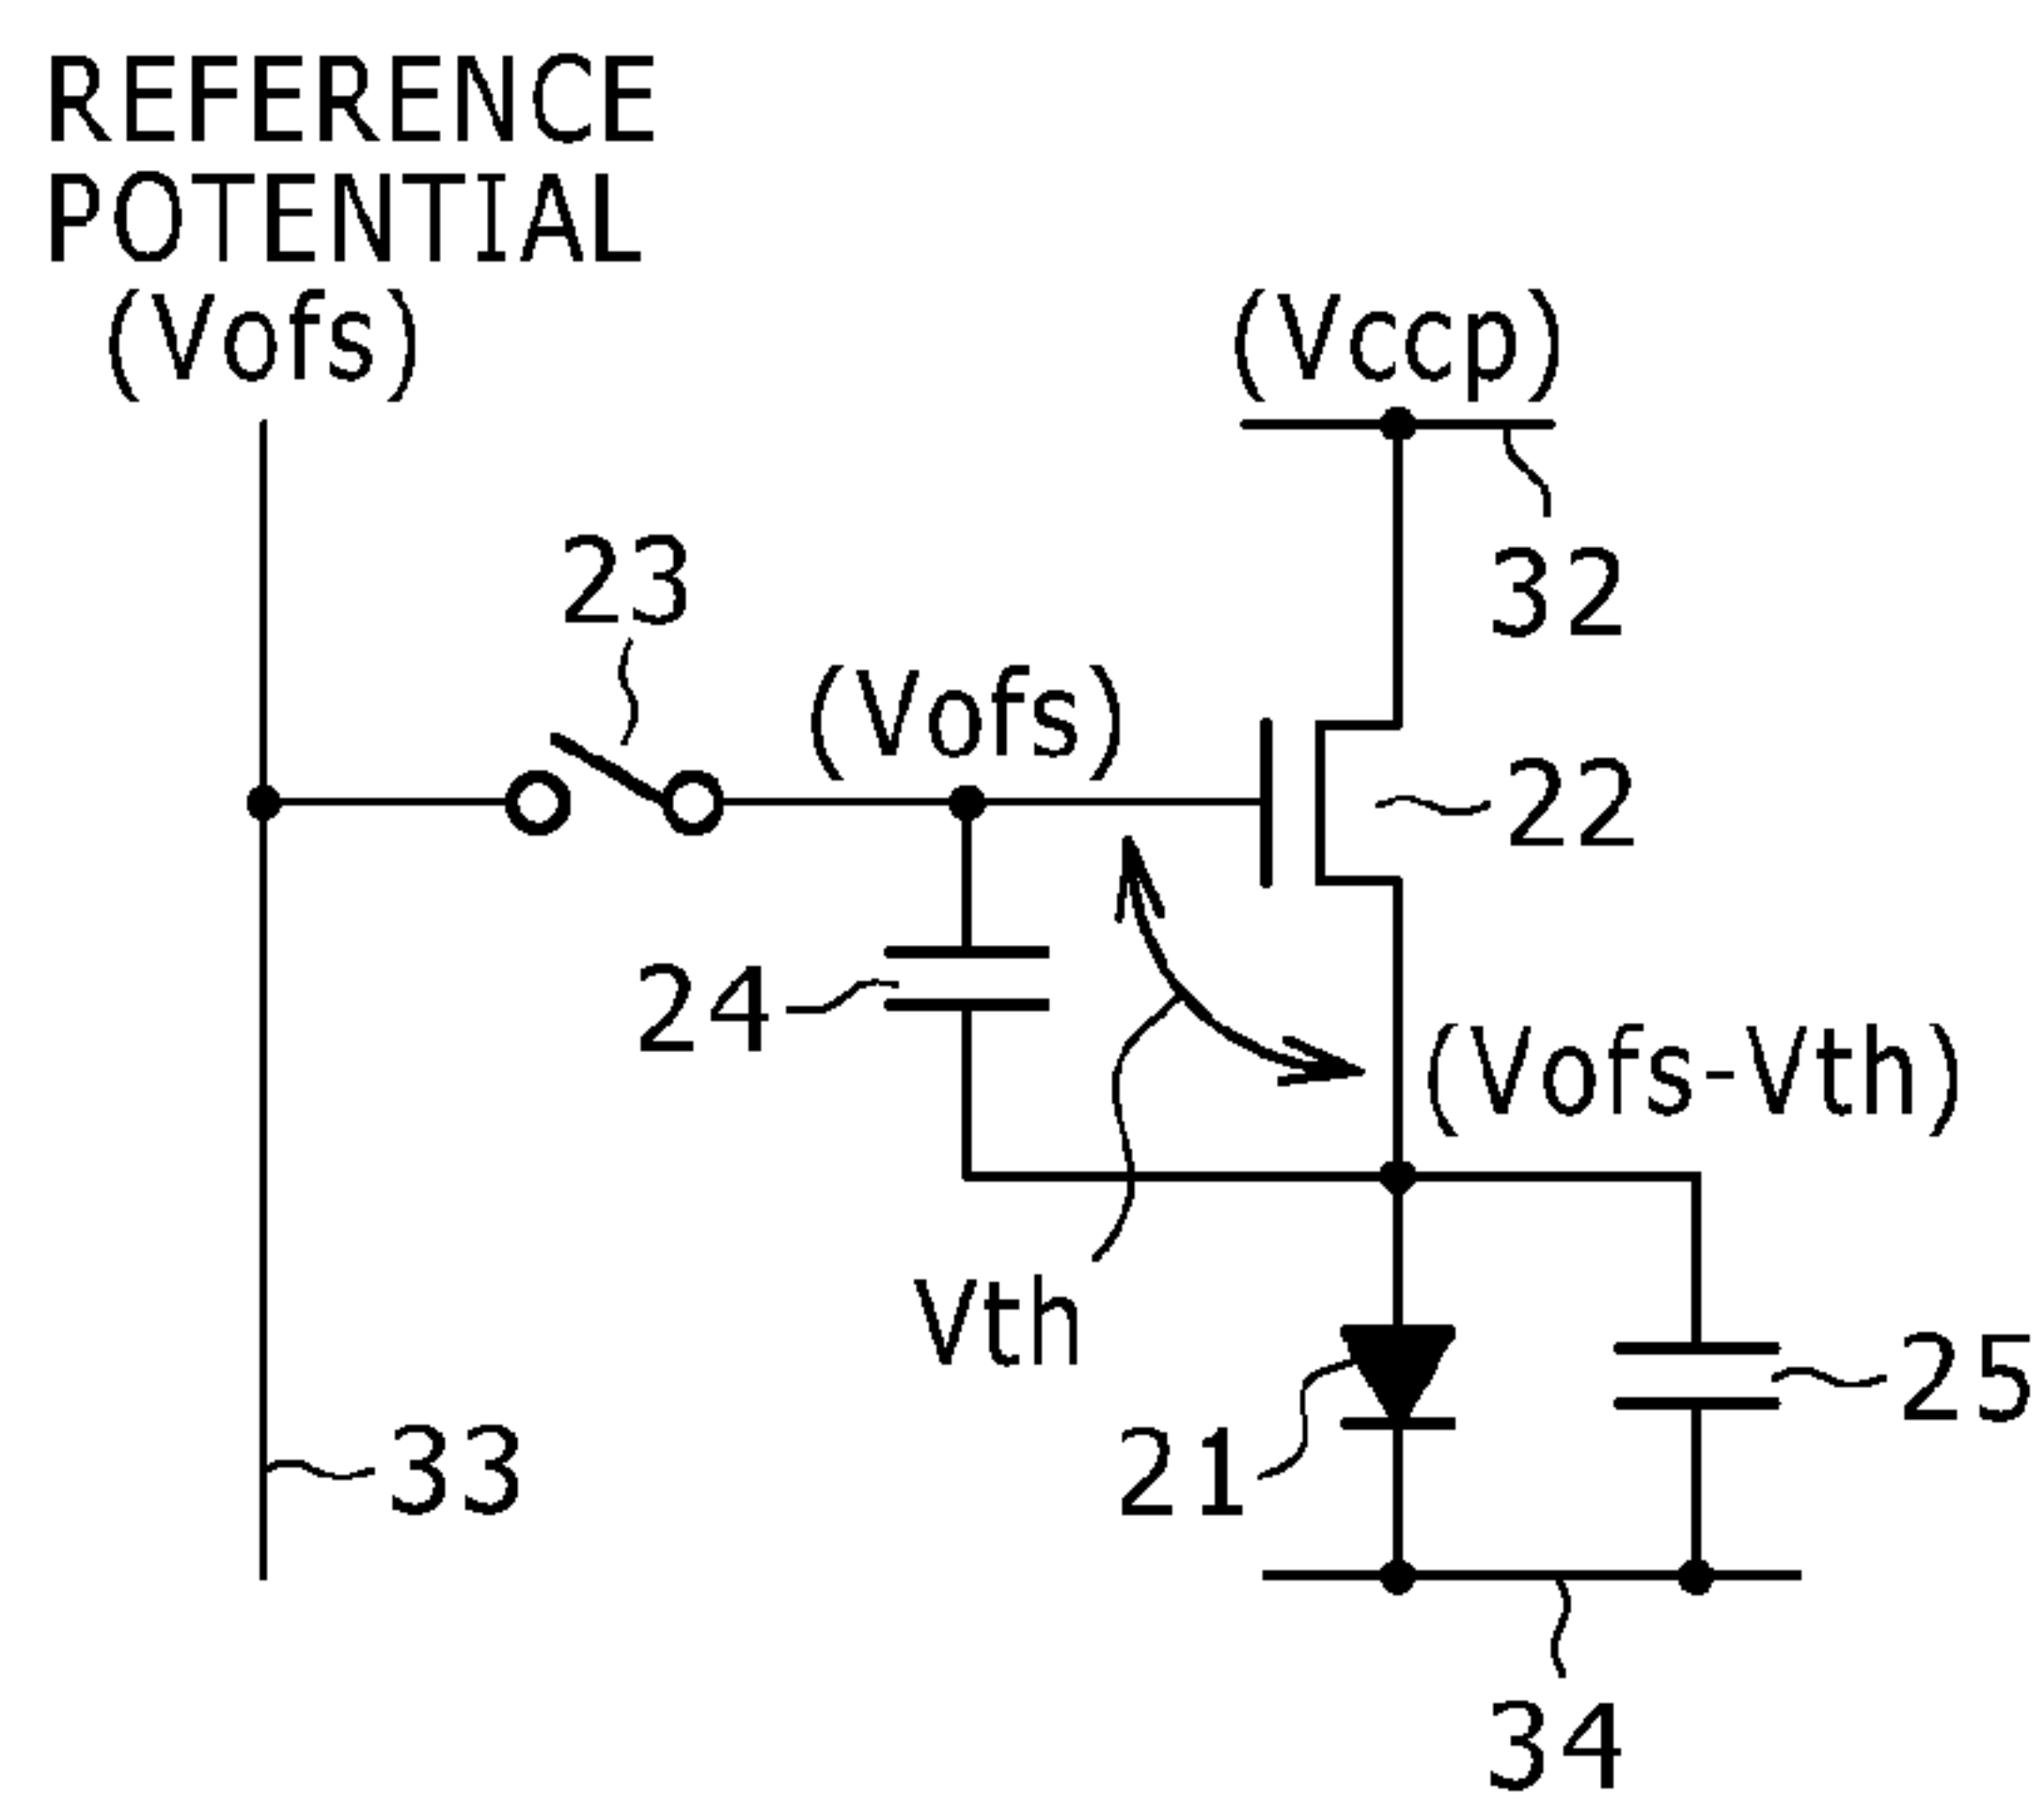 REFERENCE
POTENTIAL
(Vofs)
(Vccp)
32
23
(Vofs)
22
24
(Vofs-Vth)
Vth
25
21
33
34